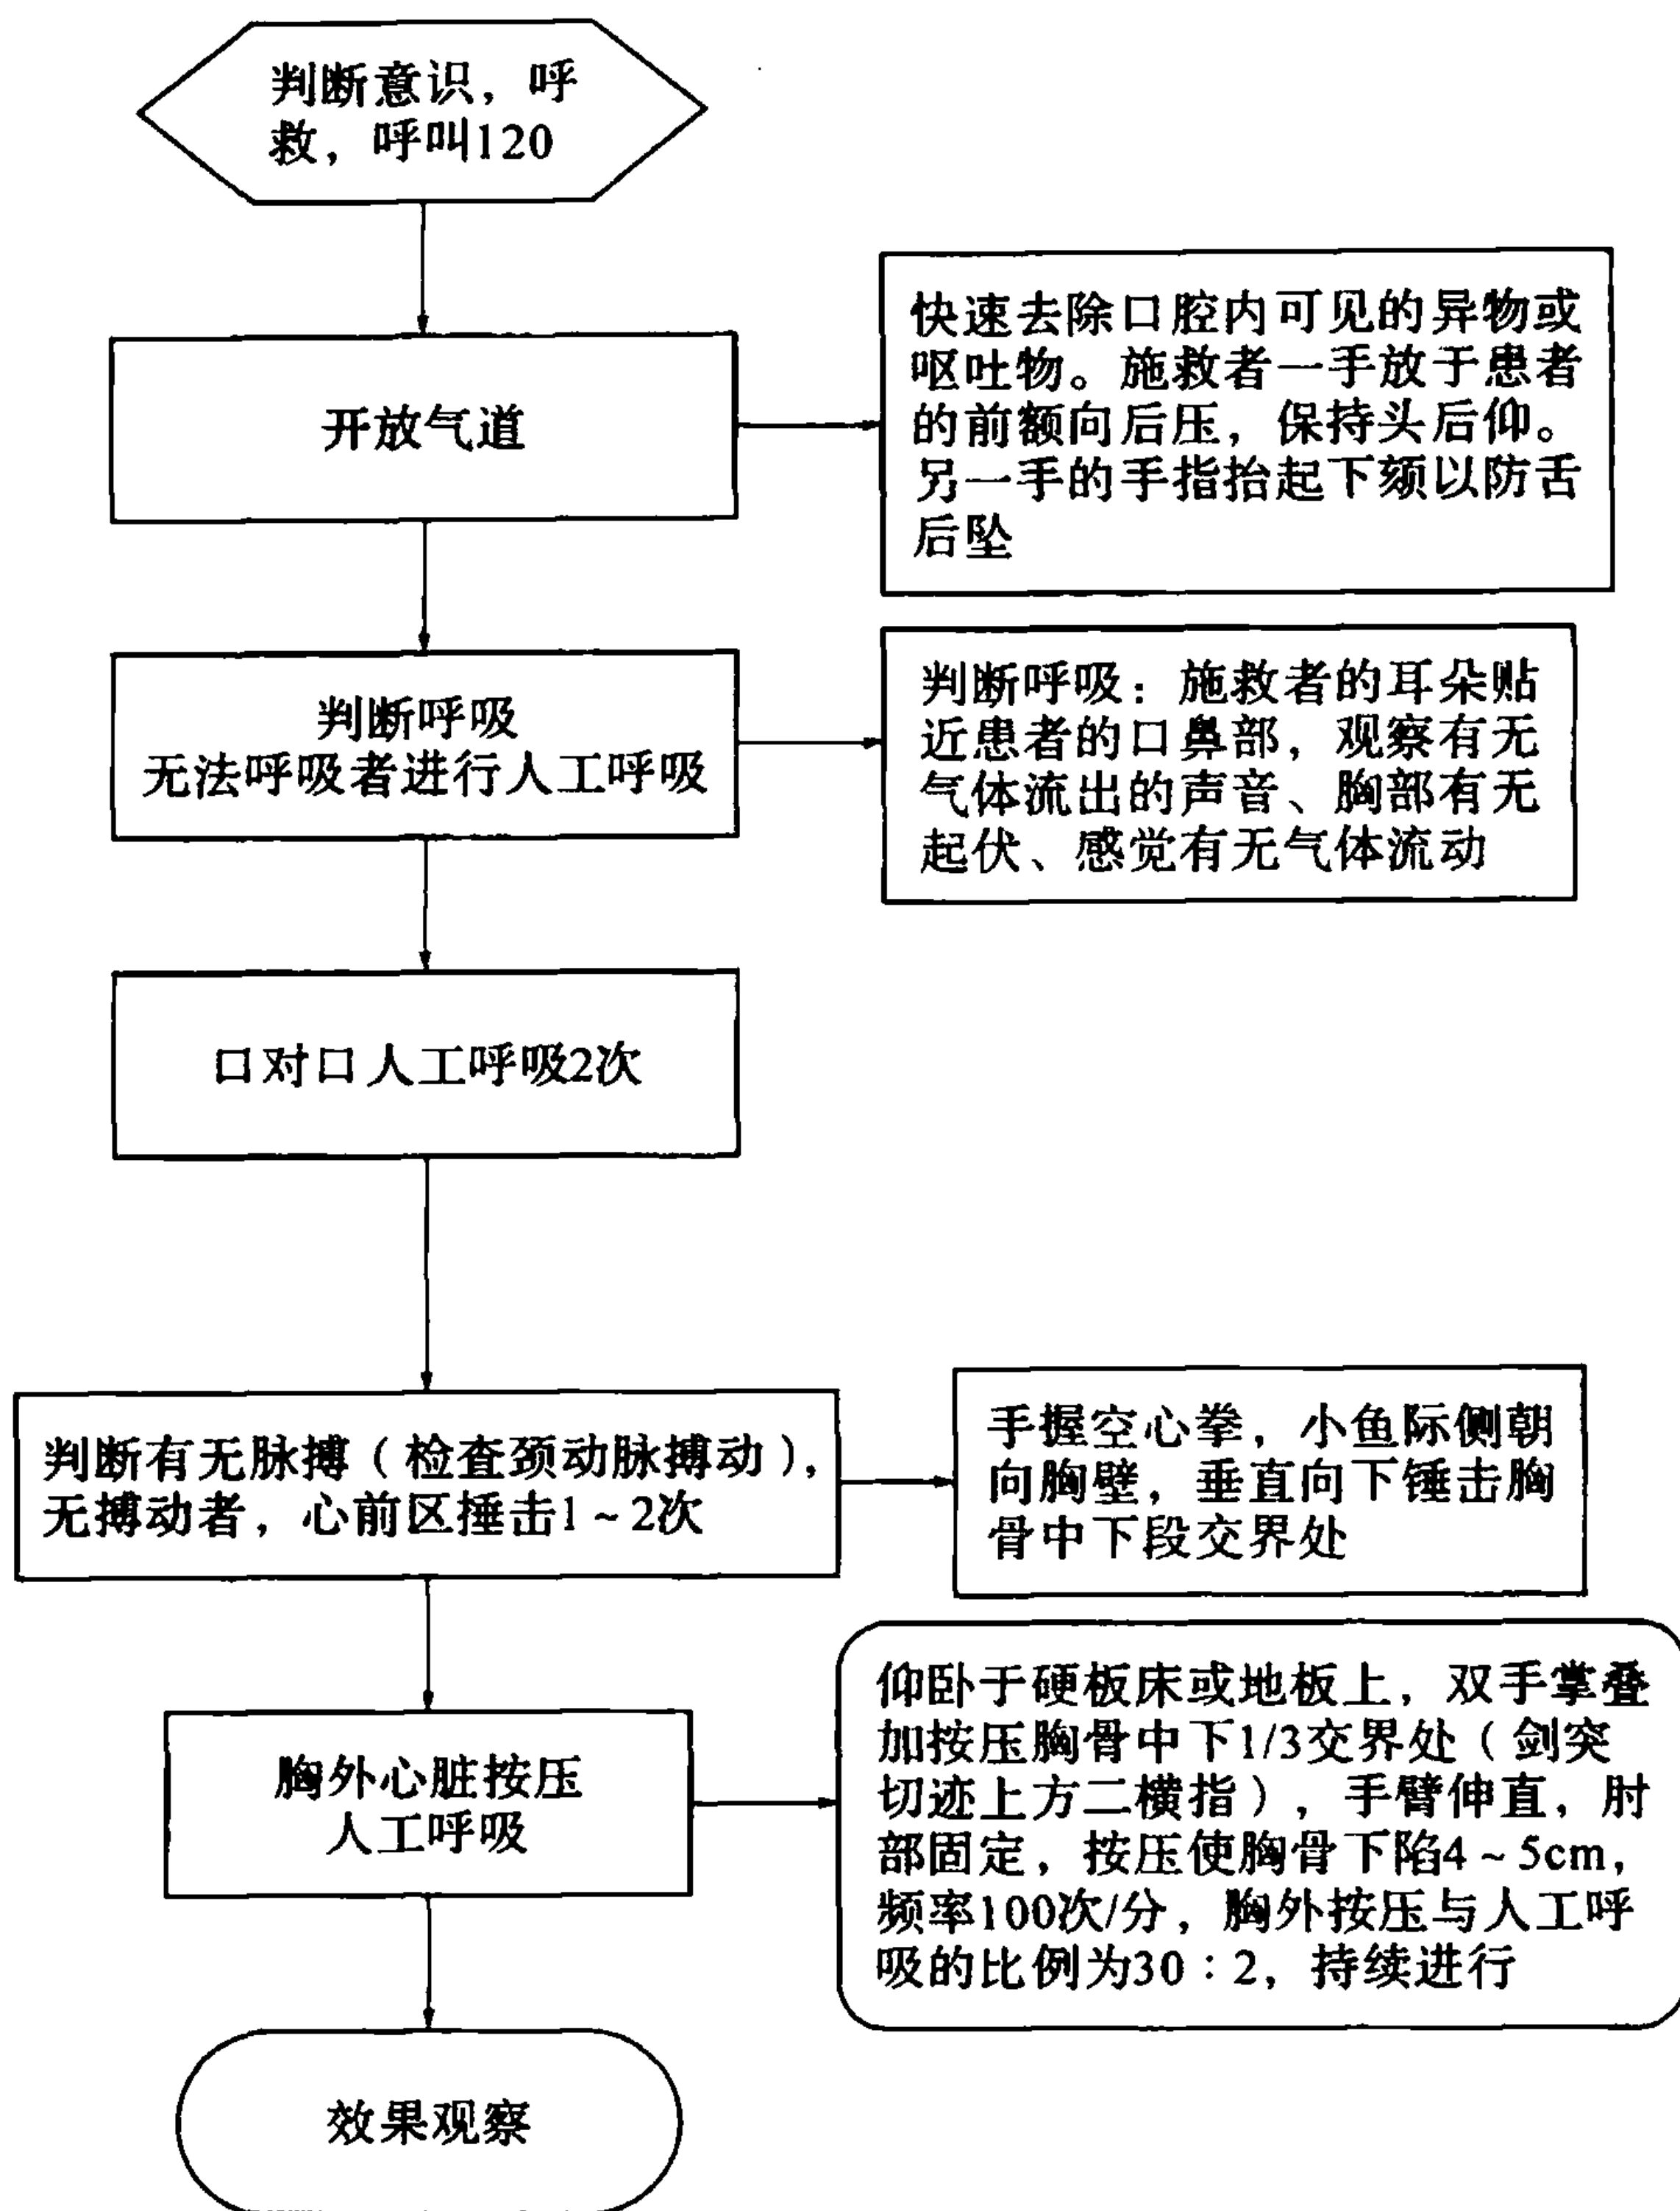 判断意识，呼
救，呼叫120
开放气道
快速去除口腔内可见的异物或
呕吐物。施救者一手放于患者
的前额向后压，保持头后仰。
另一手的手指抬起下颏以防舌
后坠
判断呼吸
无法呼吸者进行人工呼吸
判断呼吸：施救者的耳朵贴
近患者的口鼻部，观察有无
气体流出的声音、胸部有无
起伏、感觉有无气体流动
口对口人工呼吸2次
判断有无脉搏（检查颈动脉搏动），
无搏动者，心前区捶击1~2次
手握空心拳，小鱼际侧朝
向胸壁，垂直向下锤击胸
骨中下段交界处
胸外心脏按压
人工呼吸
仰卧于硬板床或地板上，双手掌叠
加按压胸骨中下1/3交界处（剑突
切迹上方二横指），手臂伸直，肘
部固定，按压使胸骨下陷4~5cm，
频率100次/分，胸外按压与人工呼
吸的比例为30：2，持续进行
效果观察